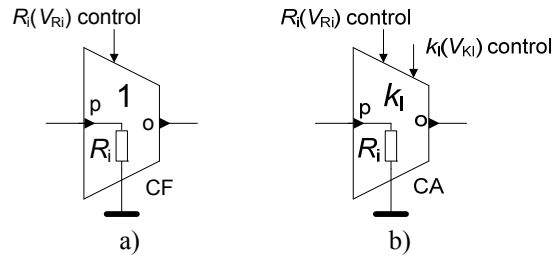 Ri(VRi) control
1
p
o
Ri
CF
a)
Ri(VRi) control
kI(VKI) control
kI
p
o
Ri
CA
b)